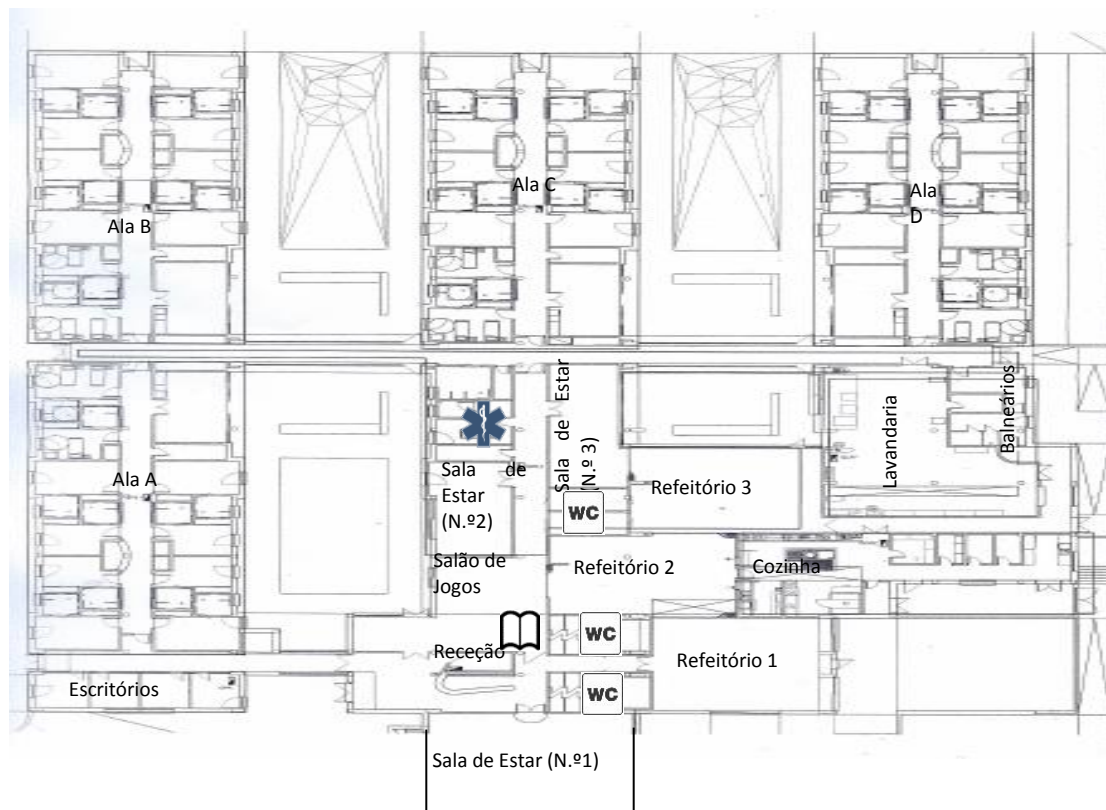 Ala B
Ala C
Ala
D
Ala A
Sala de
Estar
(N.º2)
Sala de Estar
(N.º 3)
WC
Refeitório 3
Lavandaria
Balneários
Salão de
Jogos
Refeitório 2
Cozinha
WC
Receção
Refeitório 1
Escritórios
WC
Sala de Estar (N.º1)